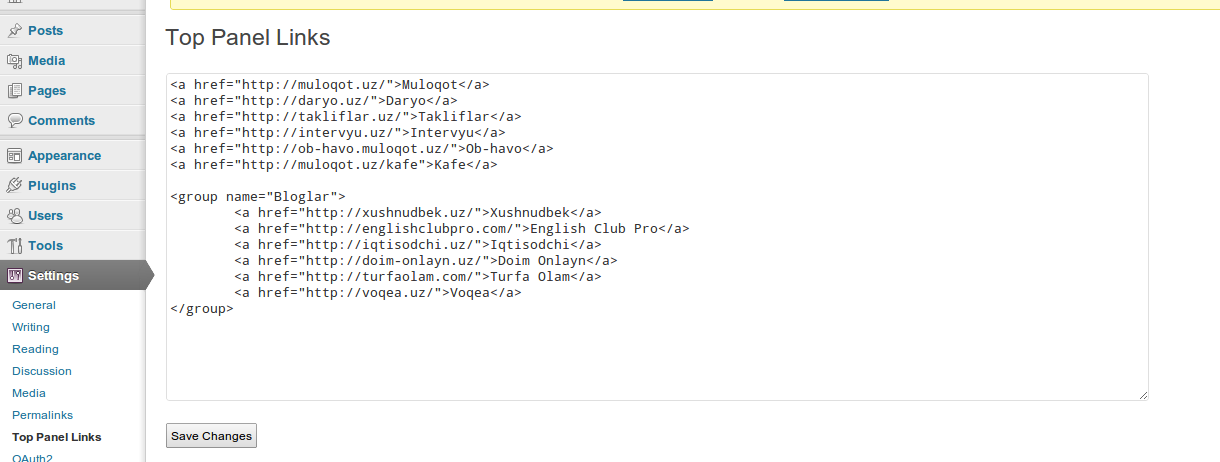 Posts
Media
Pages
Comments
Appearance
Plugins
Users
Tools
Settings
General
Writing
Reading
Discussion
Media
Permalinks
Top Panel Links
OAuth2
Top Panel Links
<a href="http://muloqot.uz/">Muloqot</a>
<a href="http://daryo.uz/">Daryo</a>
<a href="http://takliflar.uz/">Takliflar</a>
<a href="http://intervyu.uz/">Intervyu</a>
<a href="http://ob-havo.muloqot.uz/">Ob-havo</a>
<a href="http://muloqot.uz/kafe">Kafe</a>
<group name="Bloglar">
<a href="http://xushnudbek.uz/">Xushnudbek</a>
<a href="http://englishclubpro.com/">English Club Pro</a>
<a href="http://iqtisodchi.uz/">Iqtisodchi</a>
<a href="http://doim-onlayn.uz/">Doim Onlayn</a>
<a href="http://turfaolam.com/">Turfa Olam</a>
<a href="http://voqea.uz/">Voqea</a>
</group>
Save Changes